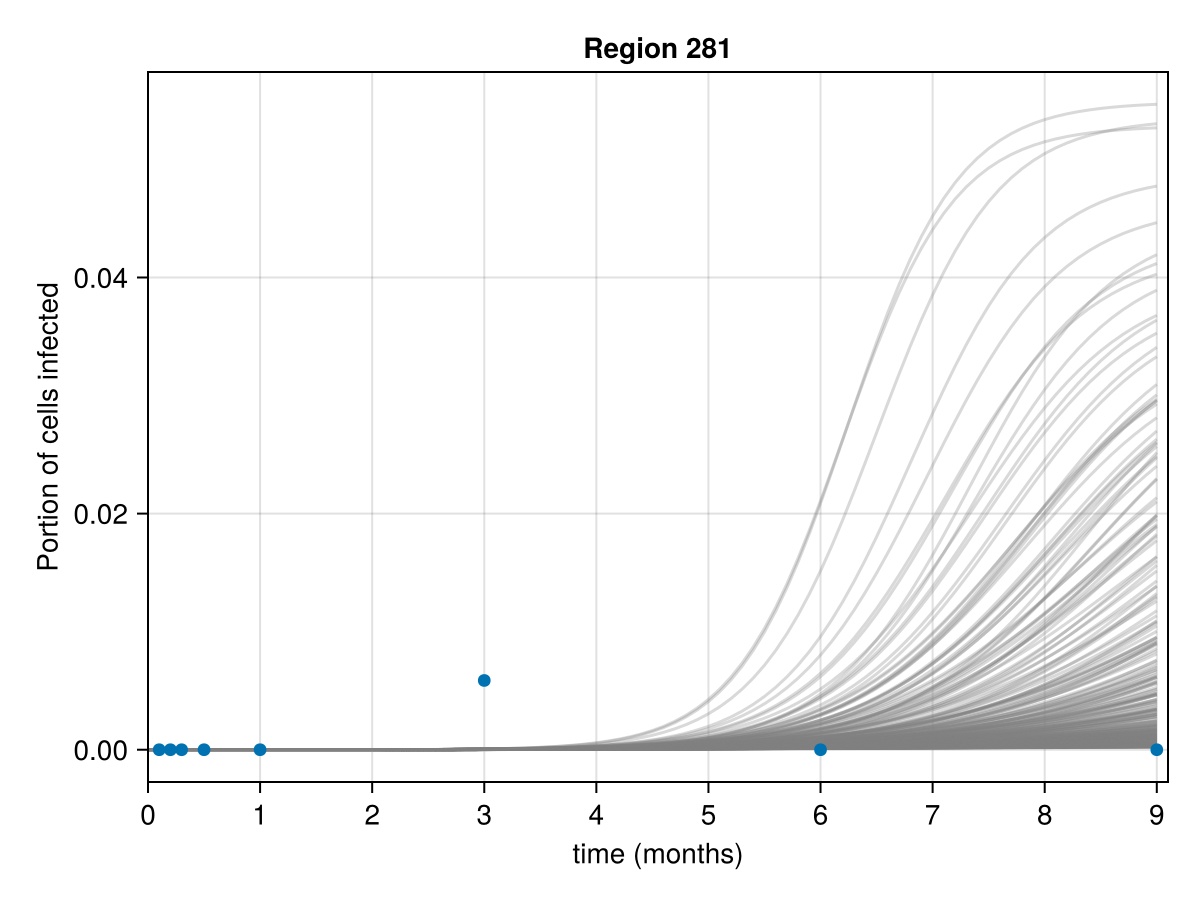 Region 281
Portion of cells infected
0.04
0.02
0.00
0 1 2 3 4 5 6 7 8 9
time (months)